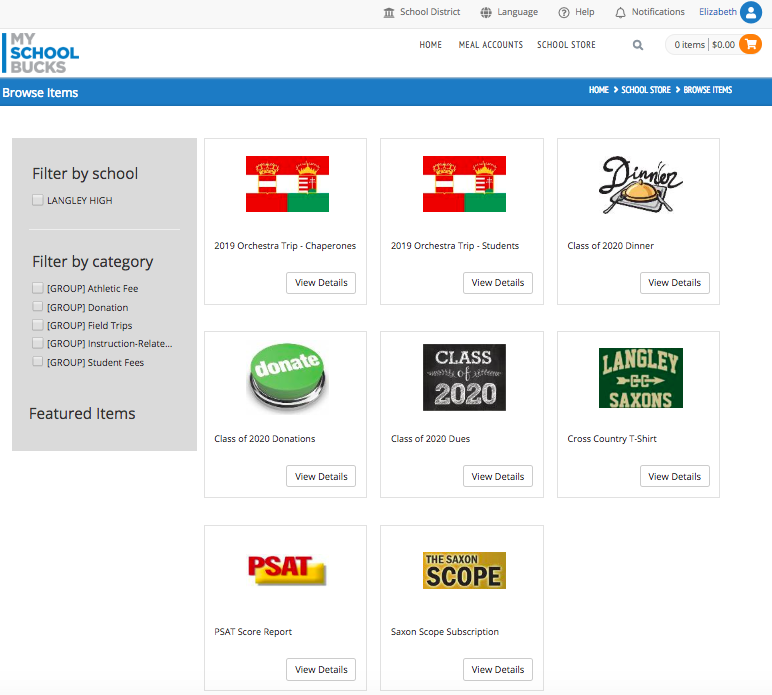 School District Language Help Notifications Elizabeth
MY
SCHOOL
BUCKS
HOME MEAL ACCOUNTS SCHOOL STORE 0 items $0.00
Browse Items HOME SCHOOL STORE BROWSE ITEMS
Filter by school
LANGLEY HIGH
Filter by category
[GROUP] Athletic Fee
[GROUP] Donation
[GROUP] Field Trips
[GROUP] Instruction-Relate...
[GROUP] Student Fees
Featured Items
2019 Orchestra Trip - Chaperones
View Details
2019 Orchestra Trip - Students
View Details
Dinner
Class of 2020 Dinner
View Details
donate
Class of 2020 Donations
View Details
CLASS
of
2020
Class of 2020 Dues
View Details
LANGLEY
CC
SAXONS
Cross Country T-Shirt
View Details
PSAT
PSAT Score Report
View Details
THE SAXON
SCOPE
Saxon Scope Subscription
View Details